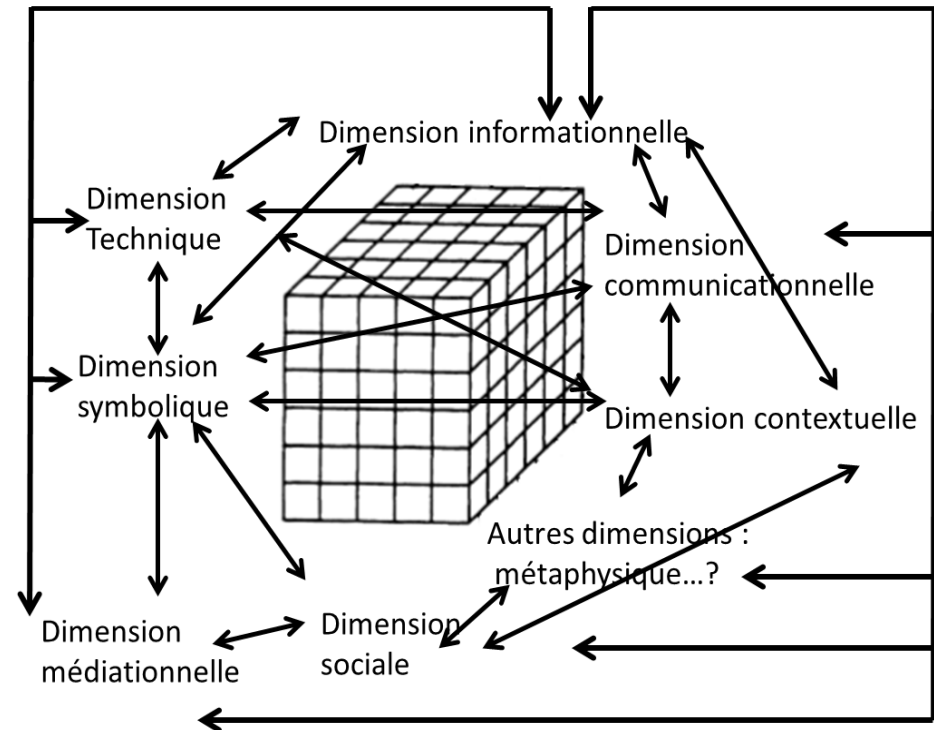 Dimension informationnelle
Dimension
Technique
Dimension
communicationnelle
Dimension
symbolique
Dimension contextuelle
Autres dimensions :
métaphysique...?
Dimension
médiationnelle
Dimension
sociale